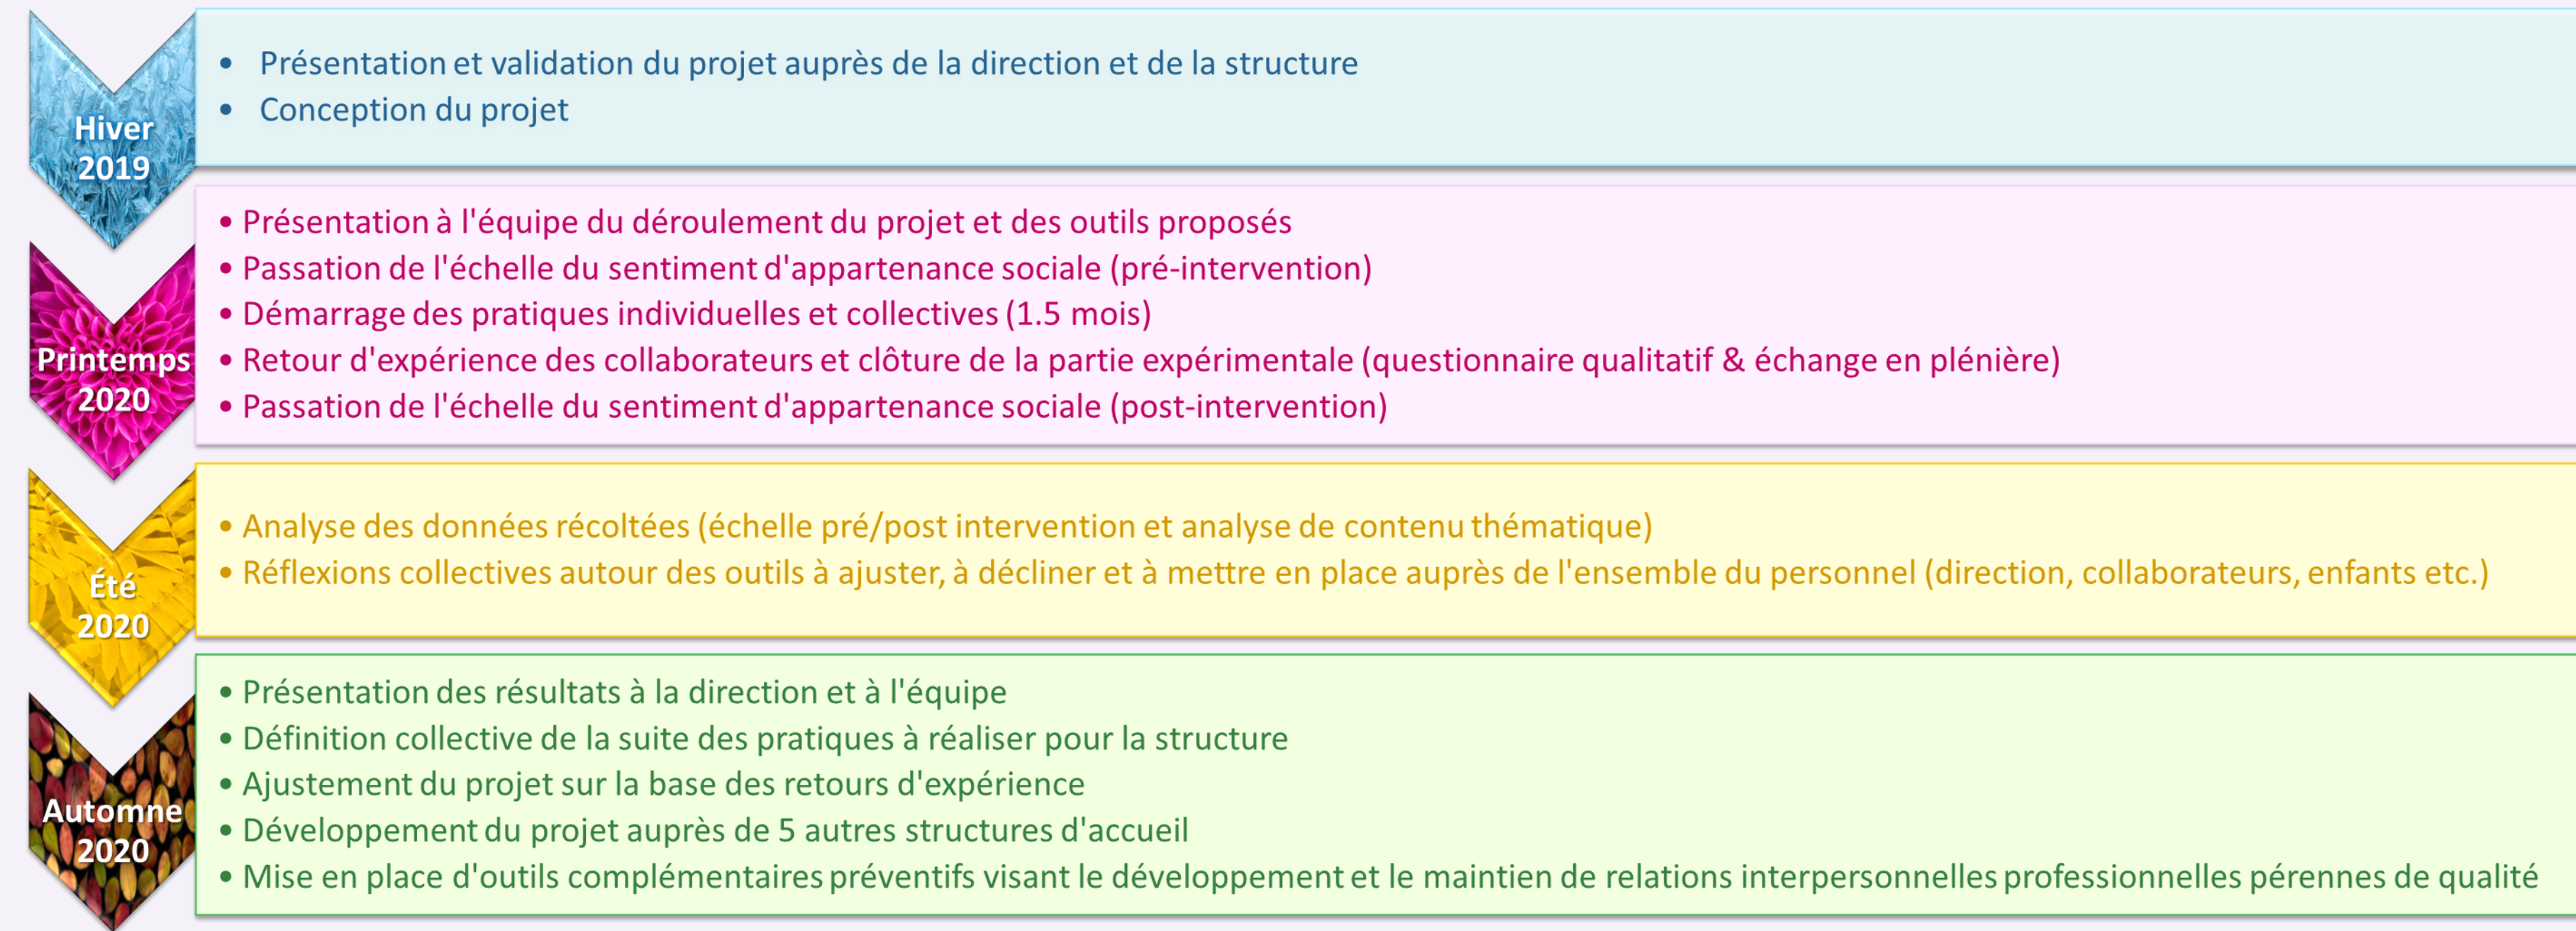 Hiver
2019
• Présentation et validation du projet auprès de la direction et de la structure
• Conception du projet
Printemps
2020
• Présentation à l'équipe du déroulement du projet et des outils proposés
• Passation de l'échelle du sentiment d'appartenance sociale (pré-intervention)
• Démarrage des pratiques individuelles et collectives (1.5 mois)
• Retour d'expérience des collaborateurs et clôture de la partie expérimentale (questionnaire qualitatif & échange en plénière)
• Passation de l'échelle du sentiment d'appartenance sociale (post-intervention)
Été
2020
• Analyse des données récoltées (échelle pré/post intervention et analyse de contenu thématique)
• Réflexions collectives autour des outils à ajuster, à décliner et à mettre en place auprès de l'ensemble du personnel (direction, collaborateurs, enfants etc.)
Automne
2020
• Présentation des résultats à la direction et à l'équipe
• Définition collective de la suite des pratiques à réaliser pour la structure
• Ajustement du projet sur la base des retours d'expérience
• Développement du projet auprès de 5 autres structures d'accueil
• Mise en place d'outils complémentaires préventifs visant le développement et le maintien de relations interpersonnelles professionnelles pérennes de qualité